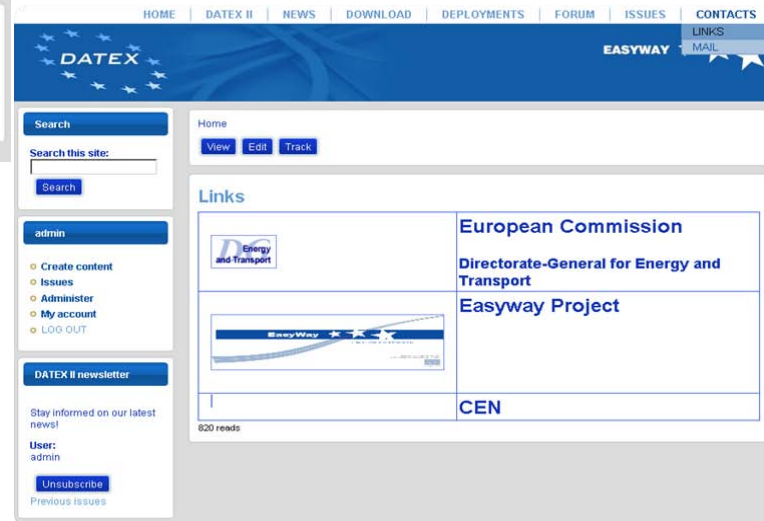 HOME | DATEX II | NEWS | DOWNLOAD | DEPLOYMENTS | FORUM | ISSUES | CONTACTS
LINKS
MAIL
DATEX
EASYWAY
Search
Search this site:
Search
admin
Create content
Issues
Administer
My account
LOG OUT
DATEX II newsletter
Stay informed on our latest
news!
User:
admin
Unsubscribe
Previous issues
Home
View Edit Track
Links
Energy
and Transport
European Commission
Directorate-General for Energy and
Transport
EasyWay
Easyway Project
CEN
820 reads